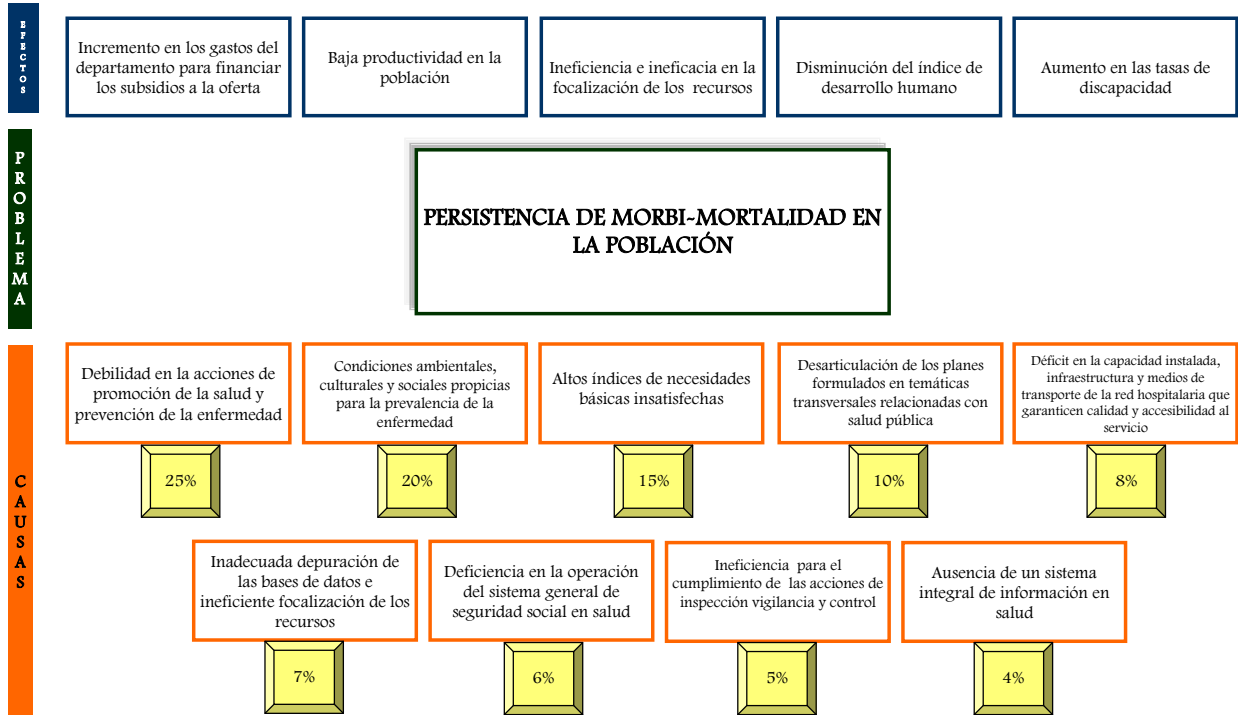 EFECTOS
Incremento en los gastos del
departamento para financiar
los subsidios a la oferta
Baja productividad en la
población
Ineficiencia e ineficacia en la
focalización de los recursos
Disminución del índice de
desarrollo humano
Aumento en las tasas de
discapacidad
PROBLEMA
PERSISTENCIA DE MORBI-MORTALIDAD EN
LA POBLACIÓN
CAUSAS
Debilidad en la acciones de
promoción de la salud y
prevención de la enfermedad
25%
Condiciones ambientales,
culturales y sociales propicias
para la prevalencia de la
enfermedad
20%
Altos índices de necesidades
básicas insatisfechas
15%
Desarticulación de los planes
formulados en temáticas
transversales relacionadas con
salud pública
10%
Déficit en la capacidad instalada,
infraestructura y medios de
transporte de la red hospitalaria que
garanticen calidad y accesibilidad al
servicio
8%
Inadecuada depuración de
las bases de datos e
ineficiente focalización de los
recursos
7%
Deficiencia en la operación
del sistema general de
seguridad social en salud
6%
Ineficiencia para el
cumplimiento de las acciones de
inspección vigilancia y control
5%
Ausencia de un sistema
integral de información en
salud
4%